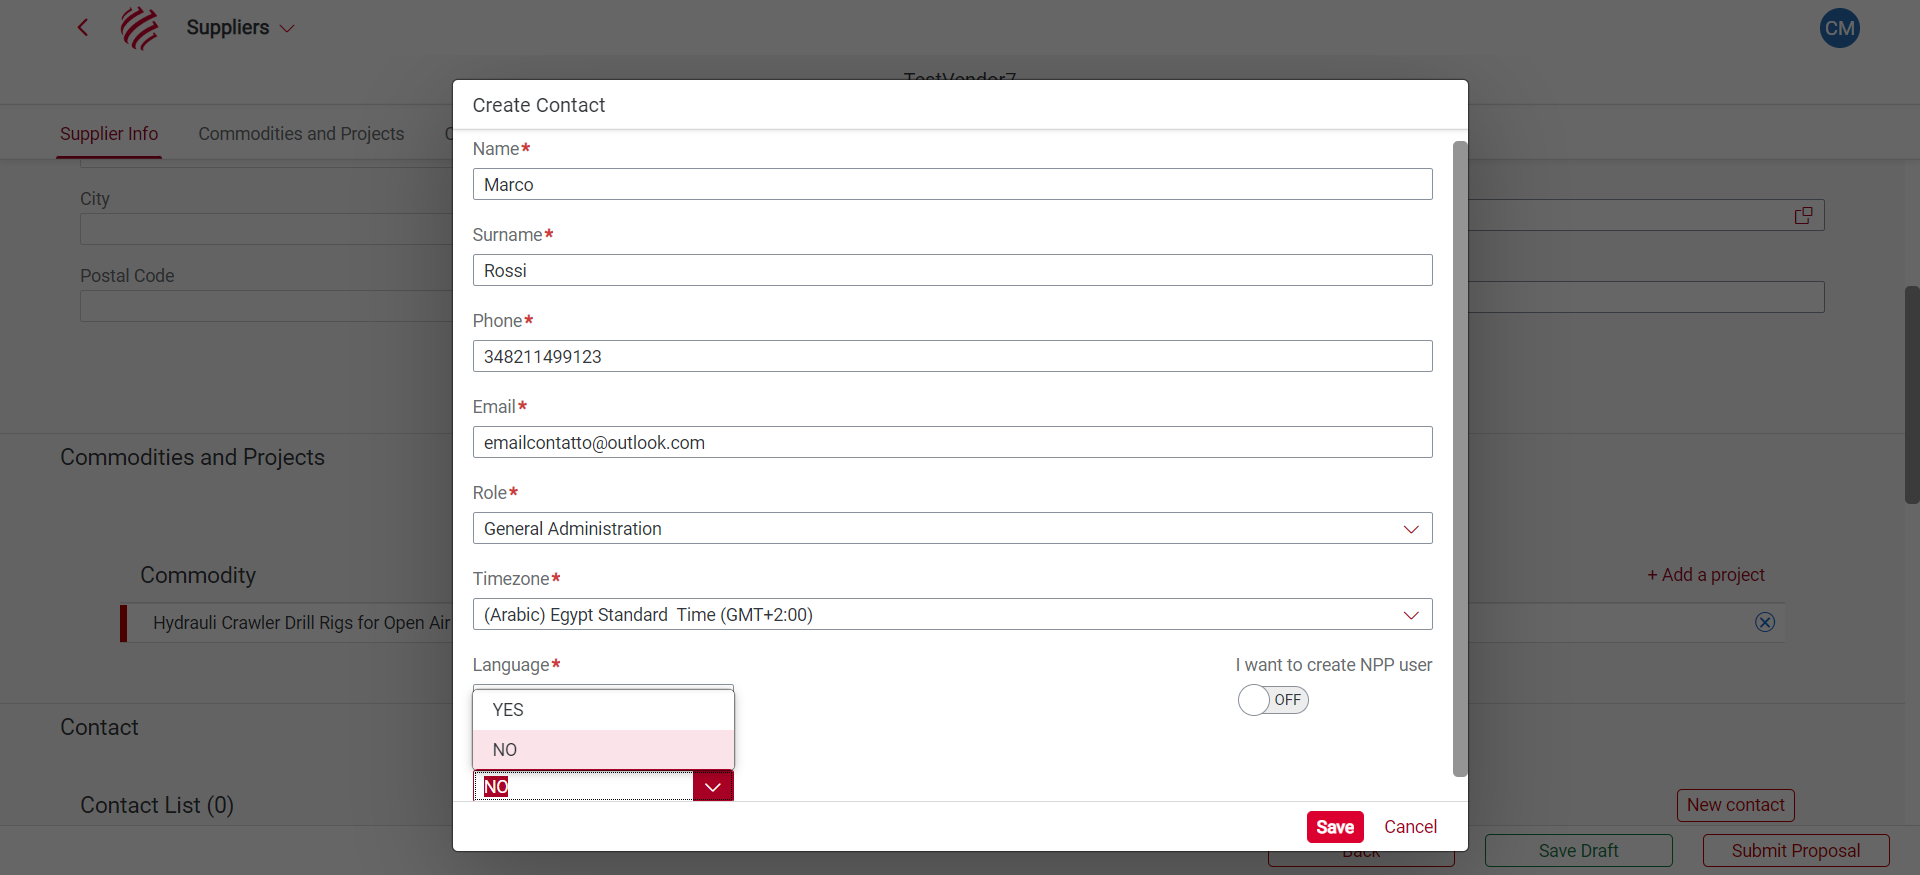 Suppliers
CM
TestVendor7
Supplier Info
Commodities and Projects
City
Postal Code
Commodities and Projects
Commodity
+ Add a project
Hydrauli Crawler Drill Rigs for Open Air
Contact
Contact List (0)
New contact
Back
Save Draft
Submit Proposal
Create Contact
Name*
Marco
Surname*
Rossi
Phone*
348211499123
Email*
emailcontatto@outlook.com
Role*
General Administration
Timezone*
(Arabic) Egypt Standard  Time (GMT+2:00)
Language*
I want to create NPP user
OFF
YES
NO
NO
Save
Cancel